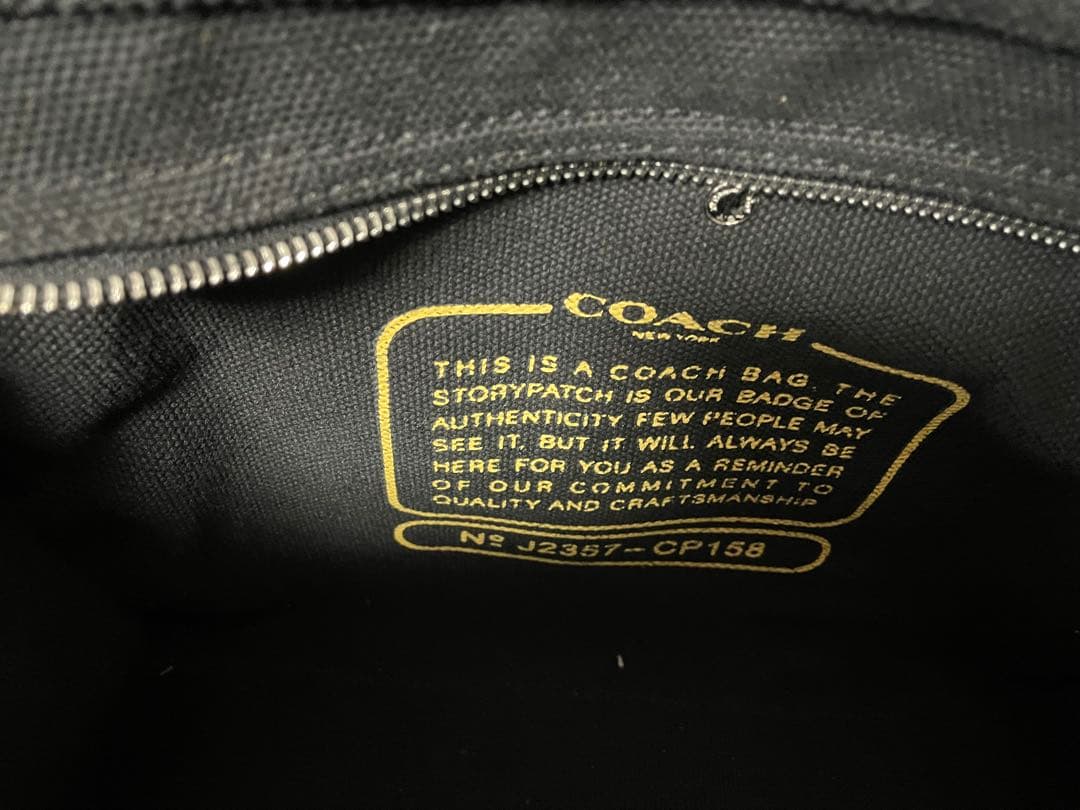 COACH
NEW YORK
THIS IS A COACH BAG. THE
STORYPATCH IS OUR BADGE OF
AUTHENTICITY FEW PEOPLE MAY
SEE IT, BUT IT WILL ALWAYS BE
HERE FOR YOU AS A REMINDER
OF OUR COMMITMENT TO
QUALITY AND CRAFTSMANSHIP
Nº J2357-CP158